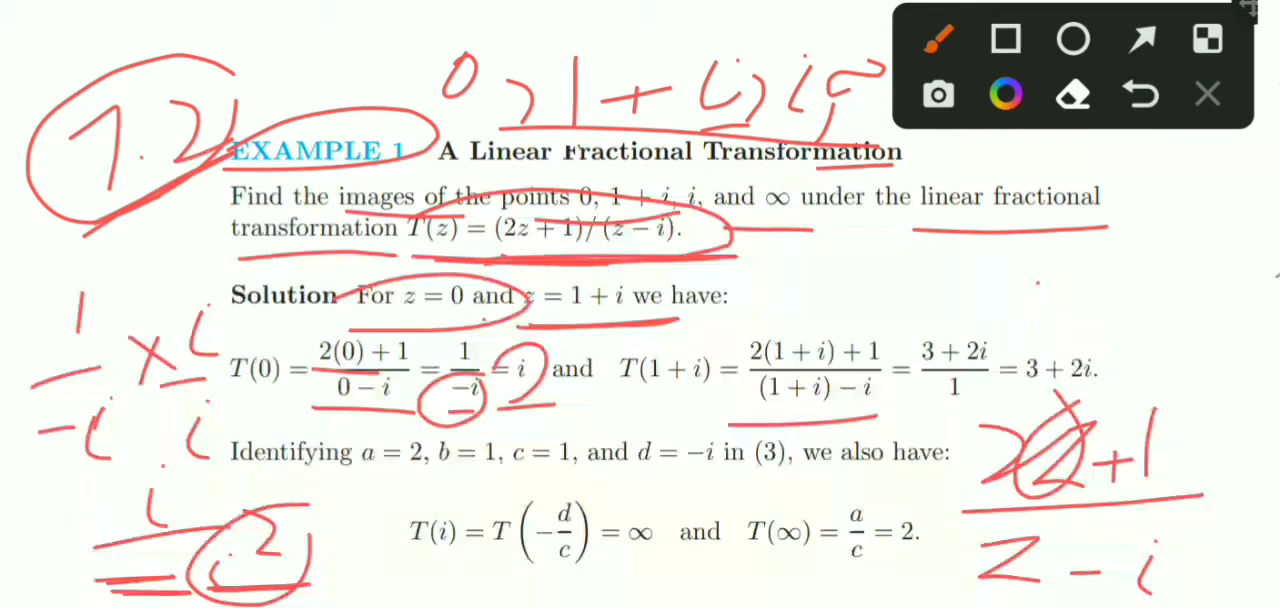 0, 1 + i, i,
7.2
EXAMPLE 1 A Linear Fractional Transformation
Find the images of the points 0, 1 + i, i, and ∞ under the linear fractional
transformation T(z) = (2z + 1)/(z − i).
Solution For z = 0 and z = 1 + i we have:
1/−i × i/i
T(0) = (2(0) + 1)/(0 − i) = 1/(−i) = i and T(1 + i) = (2(1 + i) + 1)/((1 + i) − i) = (3 + 2i)/1 = 3 + 2i.
Identifying a = 2, b = 1, c = 1, and d = −i in (3), we also have:
T(i) = T(−d/c) = ∞ and T(∞) = a/c = 2.
i
i²
+1
z − i